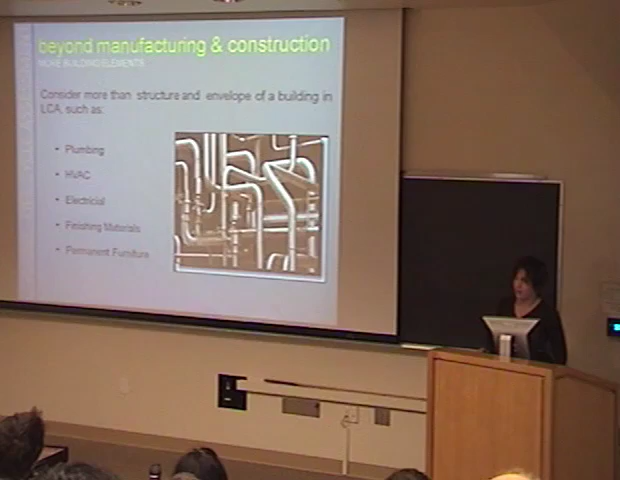 beyond manufacturing & construction
MORE BUILDING ELEMENTS
Consider more than structure and envelope of a building in
LCA, such as:
• Plumbing
• HVAC
• Electrical
• Finishing Materials
• Permanent Furniture